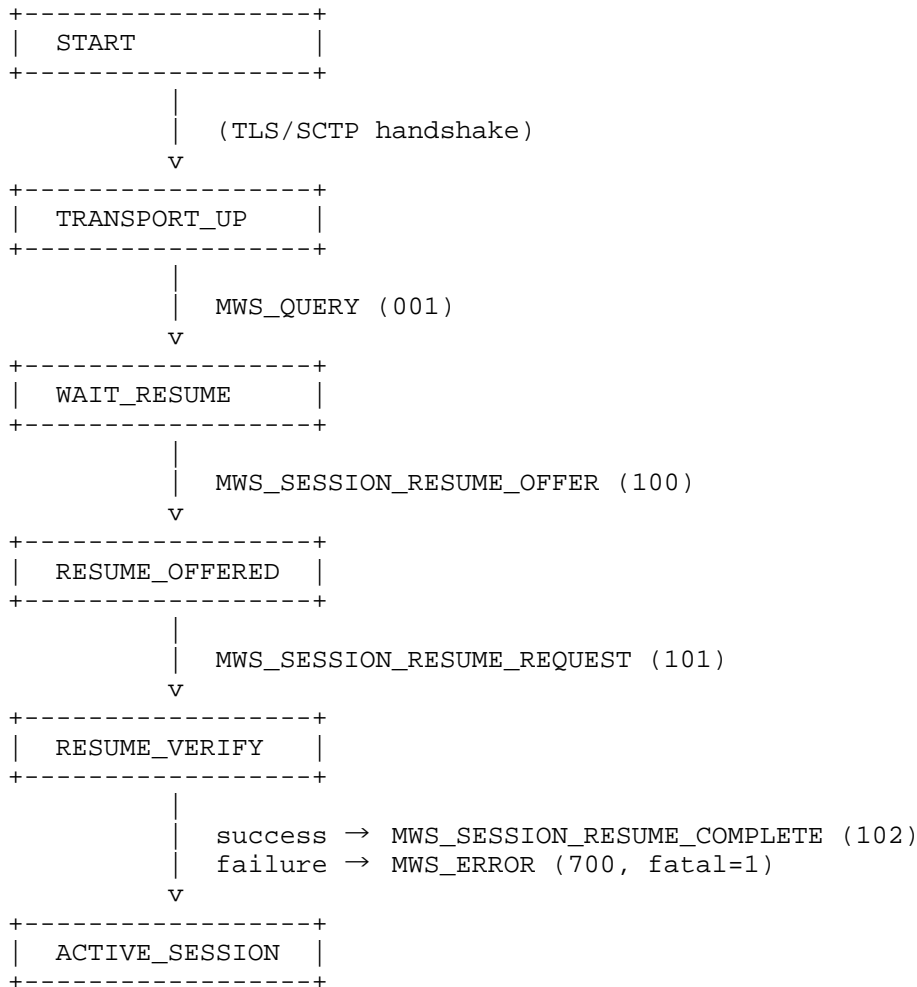 START
(TLS/SCTP handshake)
v
TRANSPORT_UP
MWS_QUERY (001)
v
WAIT_RESUME
MWS_SESSION_RESUME_OFFER (100)
v
RESUME_OFFERED
MWS_SESSION_RESUME_REQUEST (101)
v
RESUME_VERIFY
success → MWS_SESSION_RESUME_COMPLETE (102)
failure → MWS_ERROR (700, fatal=1)
v
ACTIVE_SESSION